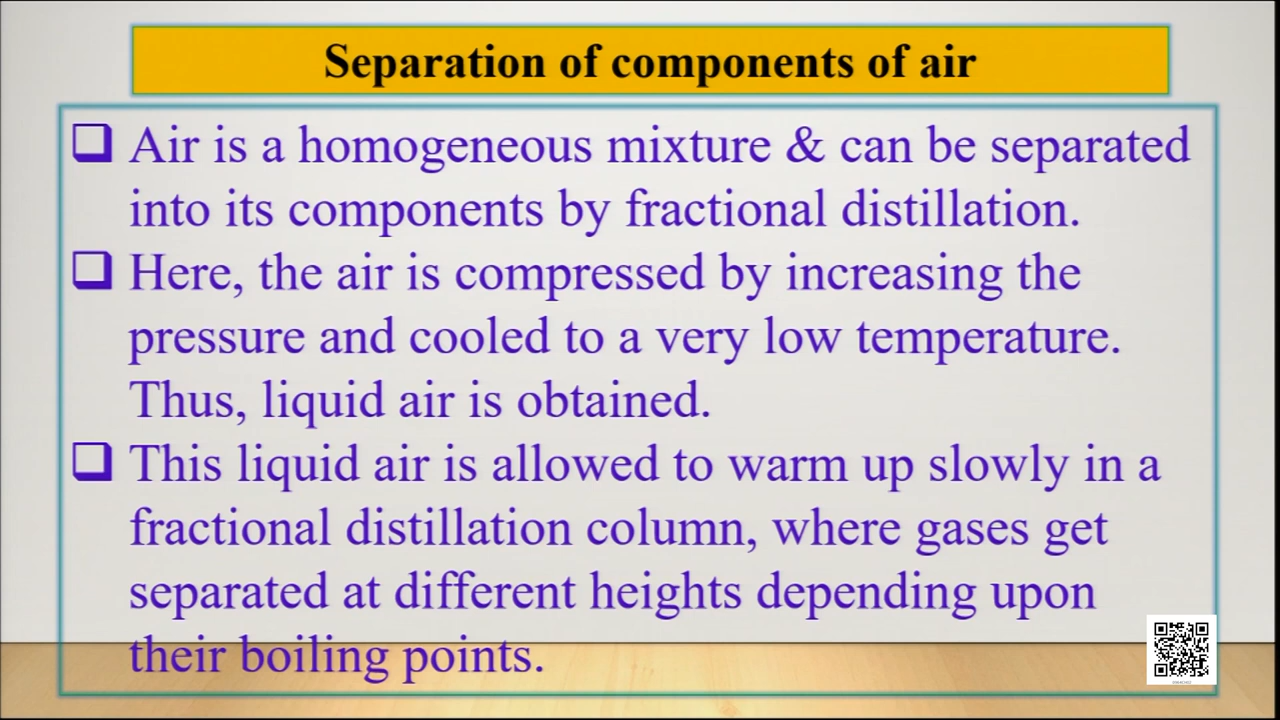 Separation of components of air
❑ Air is a homogeneous mixture & can be separated
into its components by fractional distillation.
❑ Here, the air is compressed by increasing the
pressure and cooled to a very low temperature.
Thus, liquid air is obtained.
❑ This liquid air is allowed to warm up slowly in a
fractional distillation column, where gases get
separated at different heights depending upon
their boiling points.